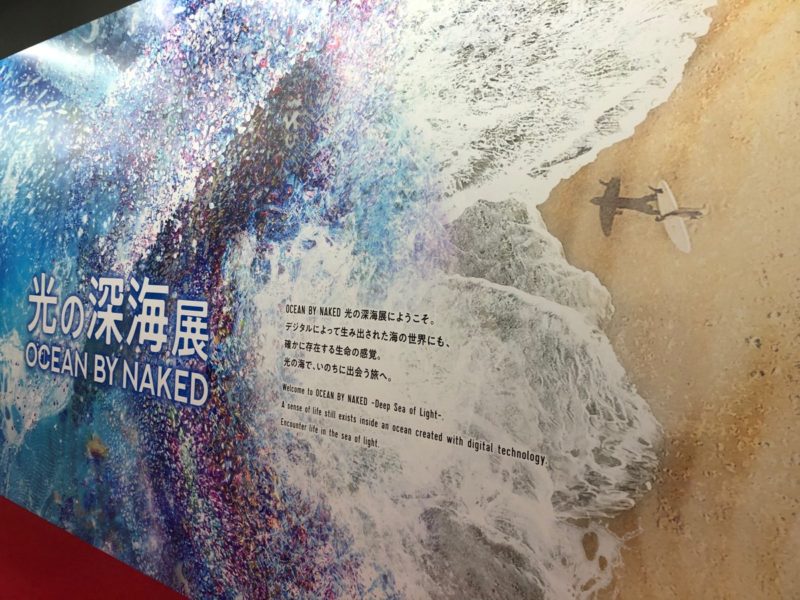 光の深海展
OCEAN BY NAKED
OCEAN BY NAKED 光の深海展にようこそ。
デジタルによって生み出された海の世界にも、
確かに存在する生命の感覚。
光の海で、いのちに出会う旅へ。
Welcome to OCEAN BY NAKED -Deep Sea of Light-.
A sense of life still exists inside an ocean created with digital technology.
Encounter life in the sea of light.